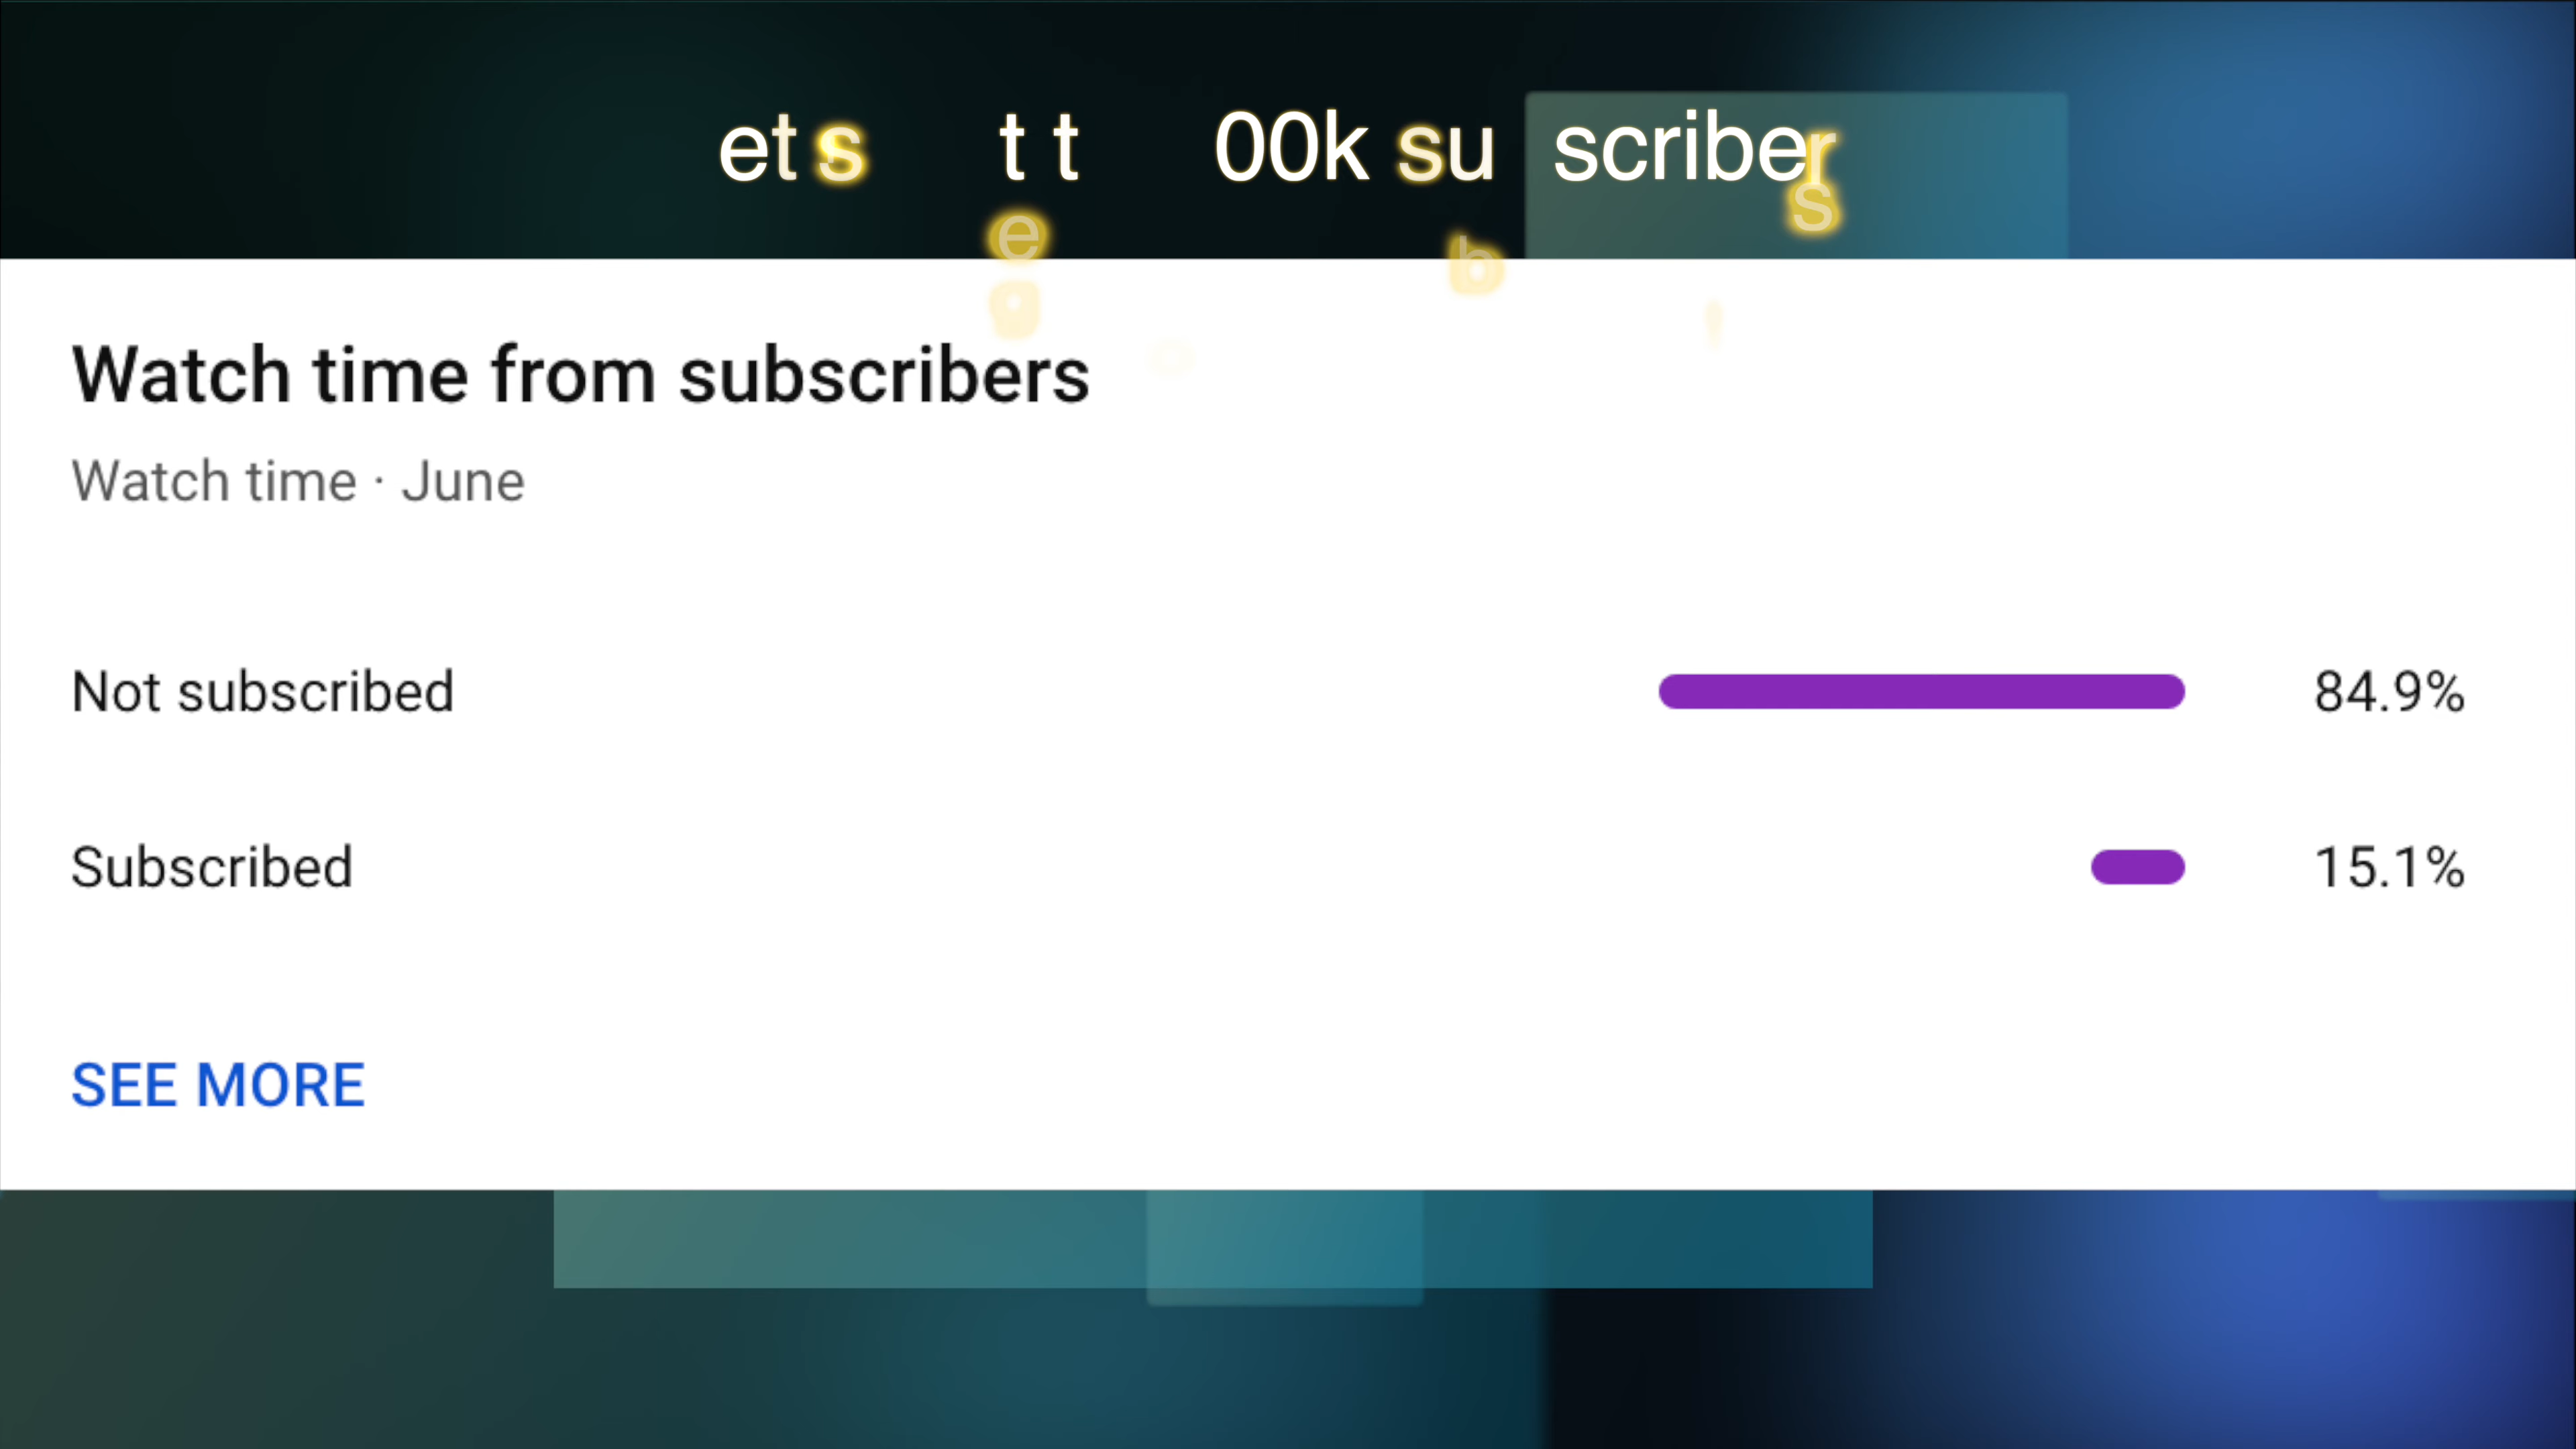 ets t t 00k su scriber
e
b
s
Watch time from subscribers
Watch time · June
Not subscribed 84.9%
Subscribed 15.1%
SEE MORE